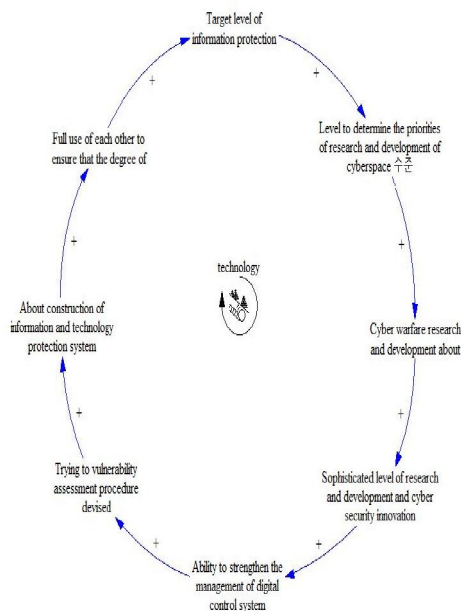 Target level of
information protection
+
+
Full use of each other to
ensure that the degree of
Level to determine the priorities
of research and development of
cyberspace 수준
+
+
technology
About construction of
information and technology
protection system
Cyber warfare research
and development about
+
+
Trying to vulnerability
assessment procedure
devised
Sophisticated level of research
and development and cyber
security innovation
+
+
Ability to strengthen the
management of digital
control system